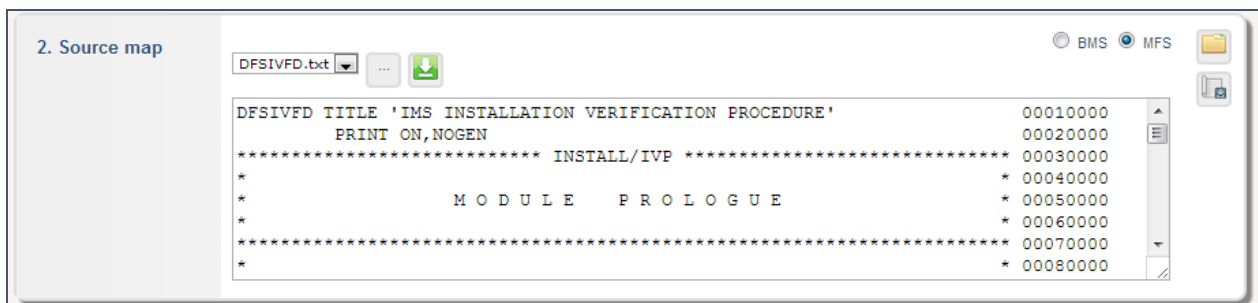 2. Source map
BMS MFS
DFSIVFD.txt ...
DFSIVFD TITLE 'IMS INSTALLATION VERIFICATION PROCEDURE' 00010000
PRINT ON,NOGEN 00020000
**************************** INSTALL/IVP ****************************** 00030000
* * 00040000
* M O D U L E   P R O L O G U E * 00050000
* * 00060000
*********************************************************************** 00070000
* * 00080000